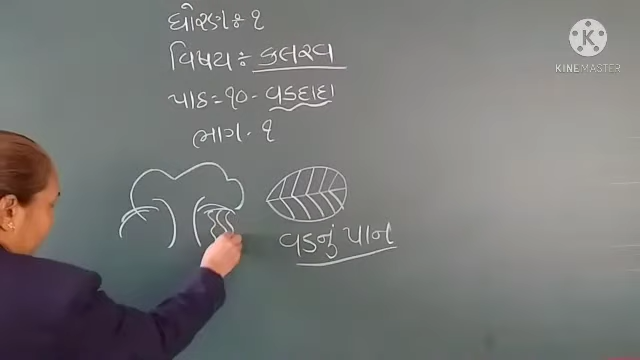 ધોરણ ઃ ૧
વિષય ઃ કલરવ
પાઠ - ૧૦ - વડદાદા
ભાગ - ૧
વડનું પાન
K
KINEMASTER